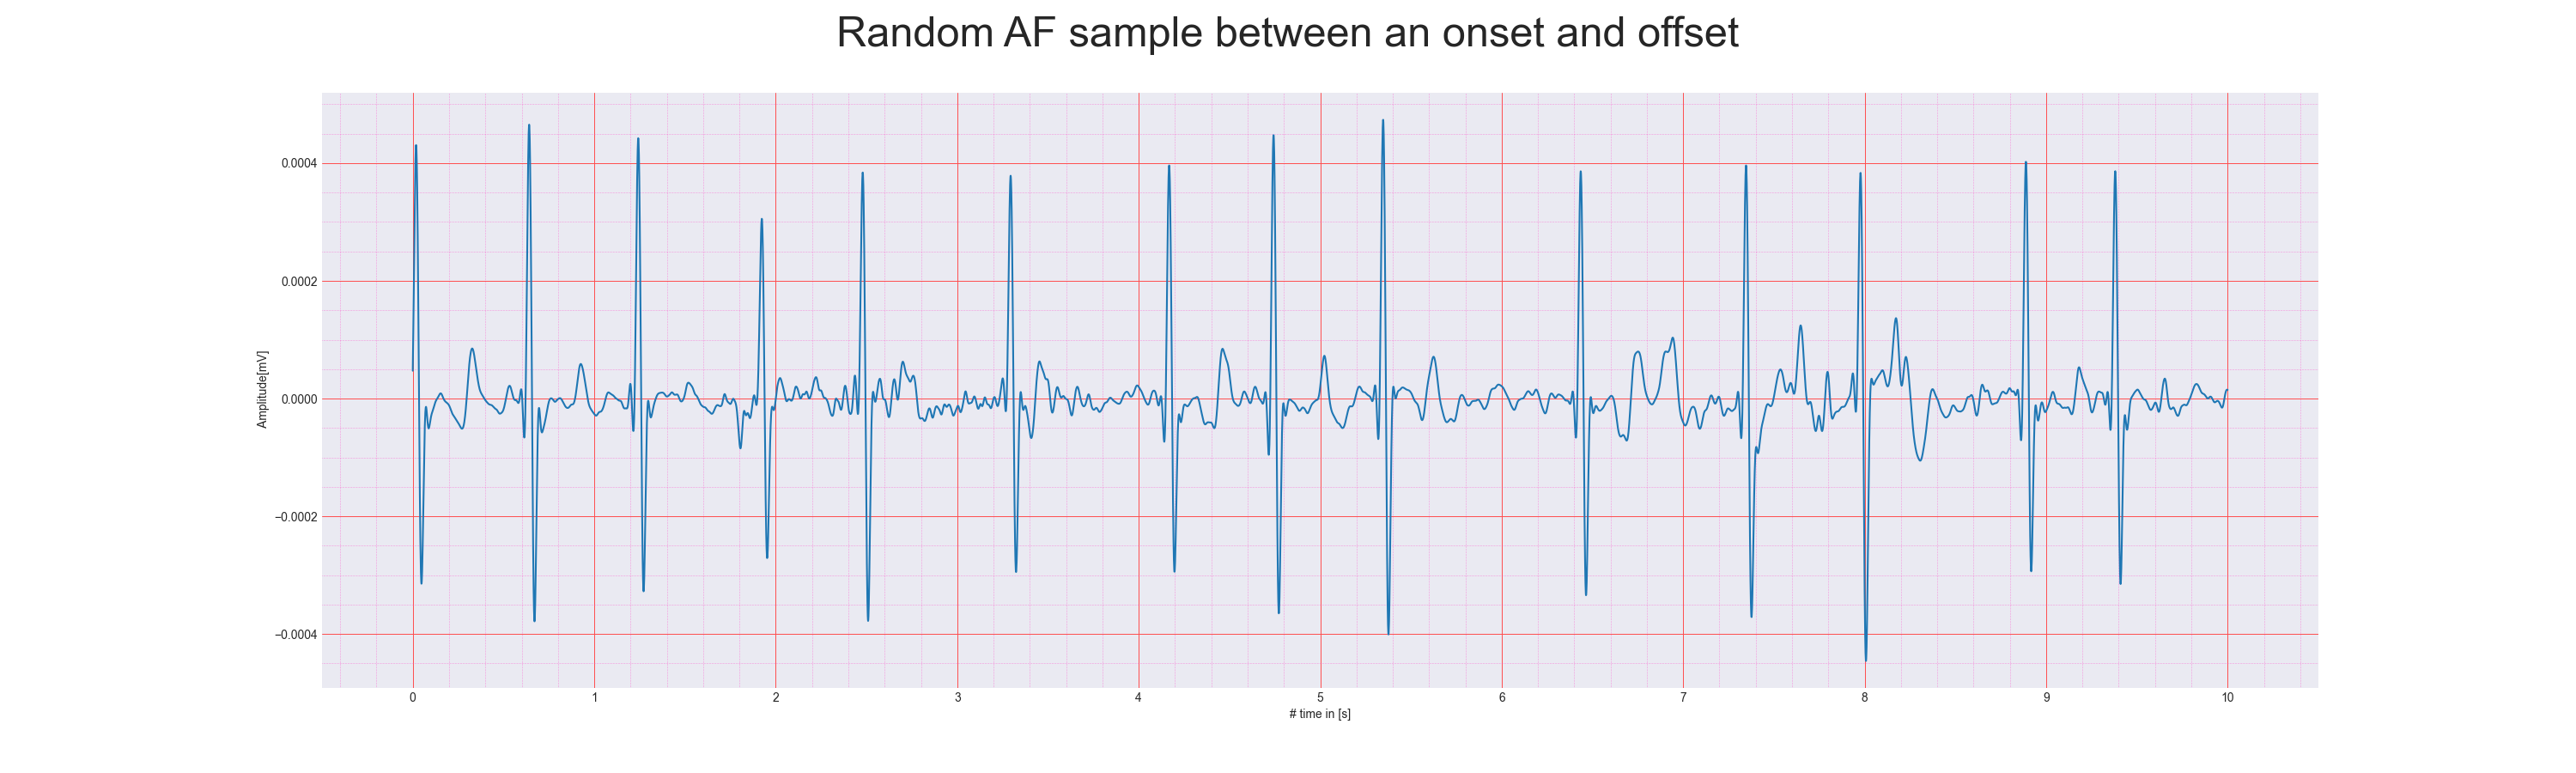 Random AF sample between an onset and offset
Amplitude[mV]
0.0004
0.0002
0.0000
−0.0002
−0.0004
0 1 2 3 4 5 6 7 8 9 10
# time in [s]